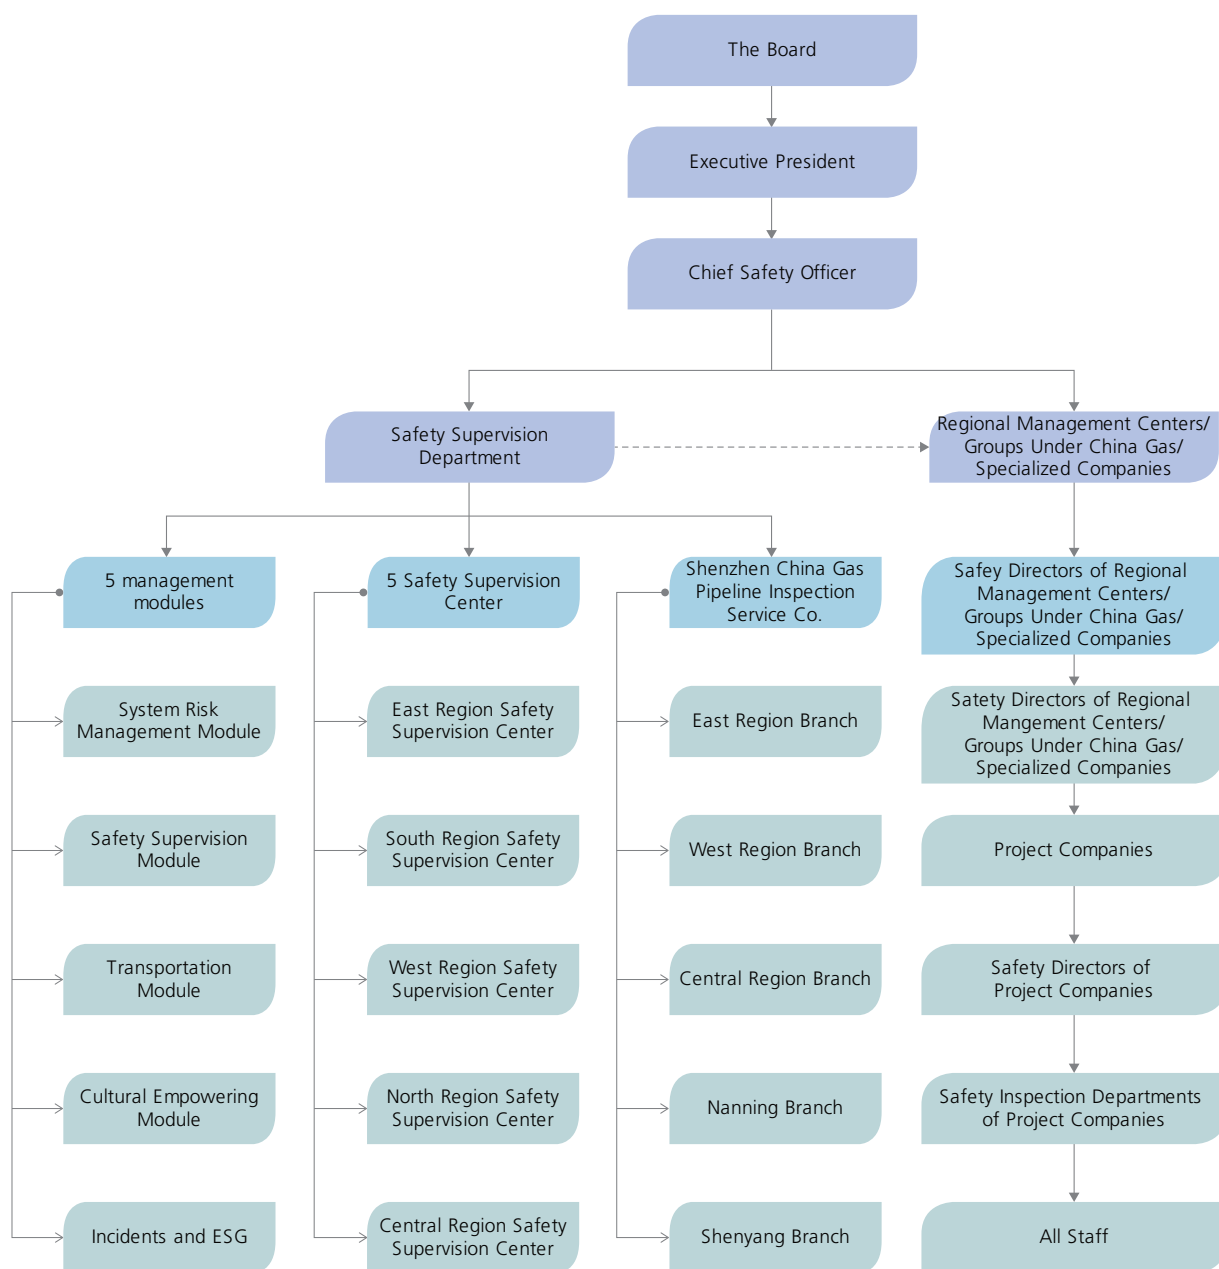 The Board
Executive President
Chief Safety Officer
Safety Supervision
Department
Regional Management Centers/
Groups Under China Gas/
Specialized Companies
5 management
modules
5 Safety Supervision
Center
Shenzhen China Gas
Pipeline Inspection
Service Co.
Safey Directors of Regional
Management Centers/
Groups Under China Gas/
Specialized Companies
System Risk
Management Module
East Region Safety
Supervision Center
East Region Branch
Satety Directors of Regional
Mangement Centers/
Groups Under China Gas/
Specialized Companies
Safety Supervision
Module
South Region Safety
Supervision Center
West Region Branch
Project Companies
Transportation
Module
West Region Safety
Supervision Center
Central Region Branch
Safety Directors of
Project Companies
Cultural Empowering
Module
North Region Safety
Supervision Center
Nanning Branch
Safety Inspection Departments
of Project Companies
Incidents and ESG
Central Region Safety
Supervision Center
Shenyang Branch
All Staff